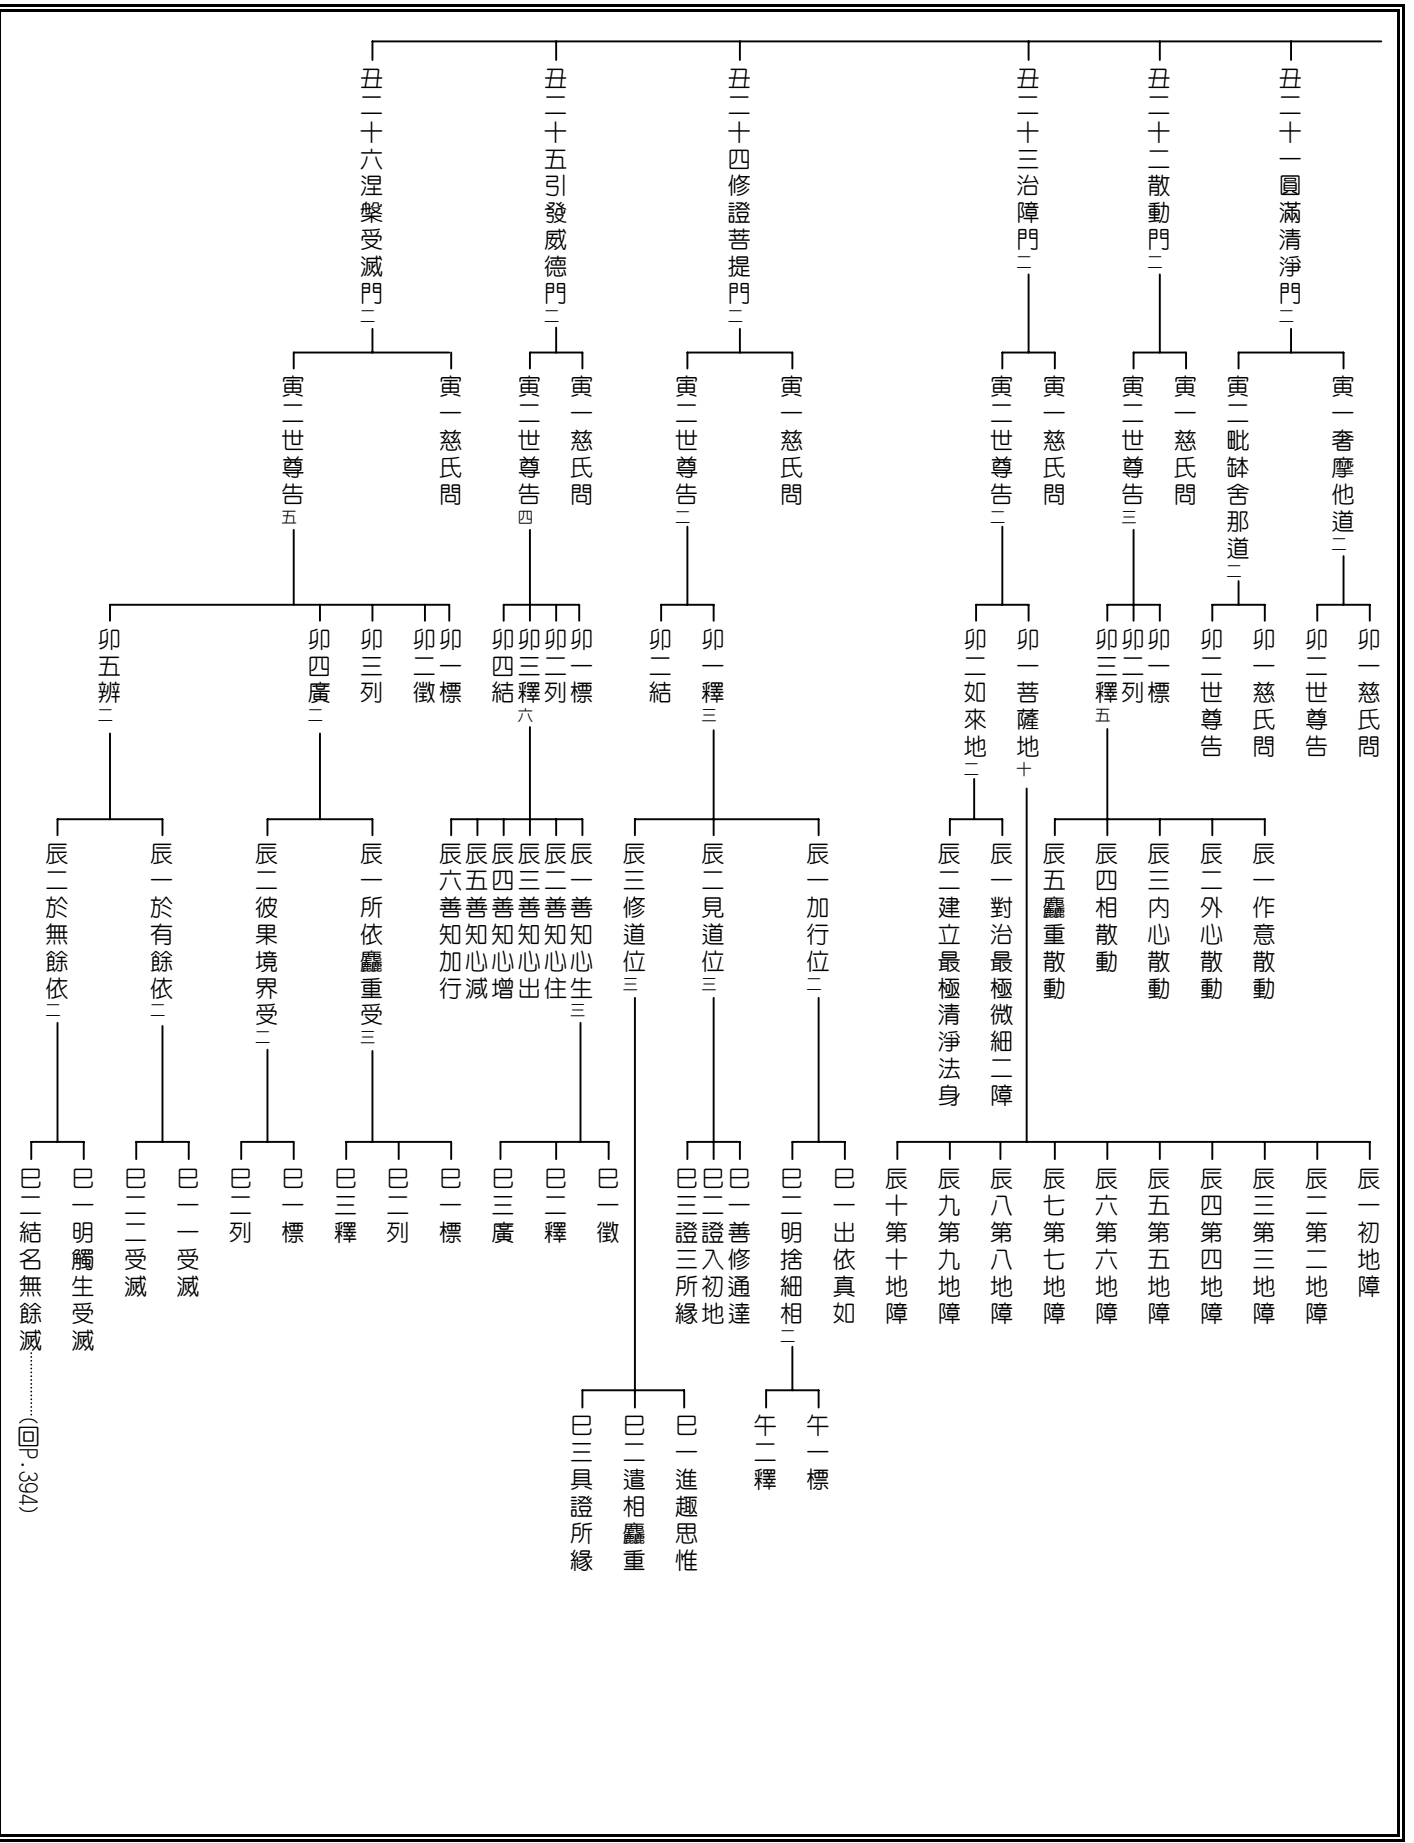 丑二十一圓滿清淨門二
寅一奢摩他道二
卯一慈氏問
卯二世尊告
寅二毗缽舍那道二
卯一慈氏問
卯二世尊告
丑二十二散動門二
寅一慈氏問
寅二世尊告三
卯一標
卯二列
卯三釋五
辰一作意散動
辰二外心散動
辰三內心散動
辰四相散動
辰五麤重散動
丑二十三治障門二
寅一慈氏問
寅二世尊告二
卯一菩薩地十
辰一初地障
辰二第二地障
辰三第三地障
辰四第四地障
辰五第五地障
辰六第六地障
辰七第七地障
辰八第八地障
辰九第九地障
辰十第十地障
卯二如來地二
辰一對治最極微細二障
辰二建立最極清淨法身
丑二十四修證菩提門二
寅一慈氏問
寅二世尊告二
卯一釋三
辰一加行位二
巳一出依真如
巳二明捨細相二
午一標
午二釋
辰二見道位三
巳一善修通達
巳二證入初地
巳三證三所緣
辰三修道位三
巳一進趣思惟
巳二遣相麤重
巳三具證所緣
卯二結
丑二十五引發威德門二
寅一慈氏問
寅二世尊告四
卯一標
卯二列
卯三釋六
辰一善知心生三
巳一徵
巳二釋
巳三廣
辰二善知心住
辰三善知心出
辰四善知心增
辰五善知心減
辰六善知加行
卯四結
丑二十六涅槃受滅門二
寅一慈氏問
寅二世尊告五
卯一標
卯二徵
卯三列
卯四廣二
辰一所依麤重受三
巳一標
巳二列
巳三釋
辰二彼果境界受二
巳一標
巳二列
卯五辨二
辰一於有餘依二
巳一一受滅
巳二二受滅
辰二於無餘依二
巳一明觸生受滅
巳二結名無餘滅…………(回P.394)